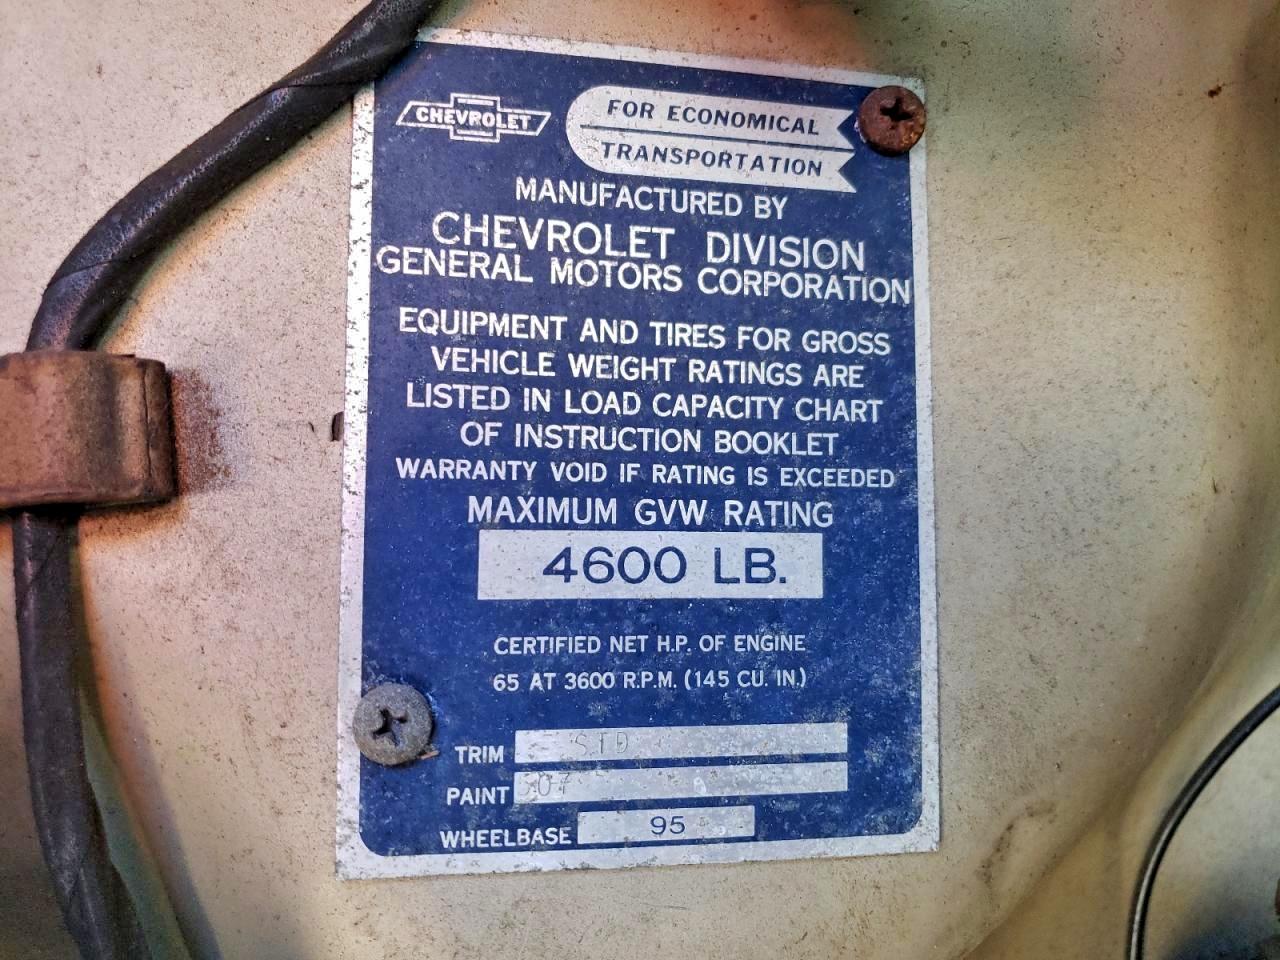 CHEVROLET
FOR ECONOMICAL
TRANSPORTATION
MANUFACTURED BY
CHEVROLET DIVISION
GENERAL MOTORS CORPORATION
EQUIPMENT AND TIRES FOR GROSS
VEHICLE WEIGHT RATINGS ARE
LISTED IN LOAD CAPACITY CHART
OF INSTRUCTION BOOKLET
WARRANTY VOID IF RATING IS EXCEEDED
MAXIMUM GVW RATING
4600 LB.
CERTIFIED NET H.P. OF ENGINE
65 AT 3600 R.P.M. (145 CU. IN.)
TRIM STD
PAINT
WHEELBASE 95